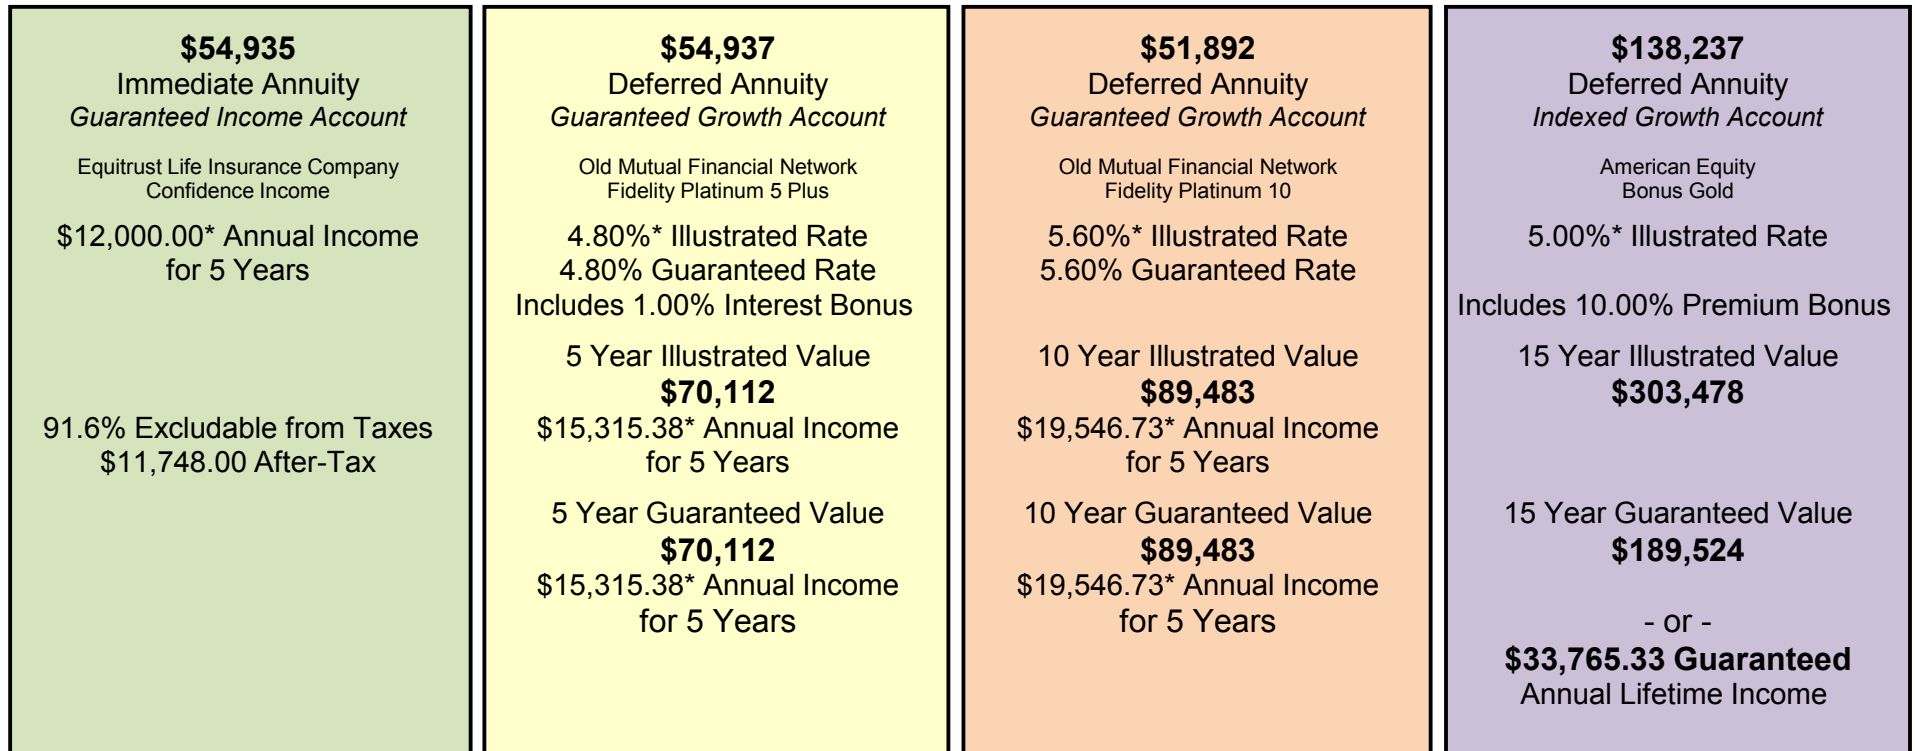 $54,935
Immediate Annuity
Guaranteed Income Account
Equitrust Life Insurance Company
Confidence Income
$12,000.00* Annual Income
for 5 Years
91.6% Excludable from Taxes
$11,748.00 After-Tax
$54,937
Deferred Annuity
Guaranteed Growth Account
Old Mutual Financial Network
Fidelity Platinum 5 Plus
4.80%* Illustrated Rate
4.80% Guaranteed Rate
Includes 1.00% Interest Bonus
5 Year Illustrated Value
$70,112
$15,315.38* Annual Income
for 5 Years
5 Year Guaranteed Value
$70,112
$15,315.38* Annual Income
for 5 Years
$51,892
Deferred Annuity
Guaranteed Growth Account
Old Mutual Financial Network
Fidelity Platinum 10
5.60%* Illustrated Rate
5.60% Guaranteed Rate
10 Year Illustrated Value
$89,483
$19,546.73* Annual Income
for 5 Years
10 Year Guaranteed Value
$89,483
$19,546.73* Annual Income
for 5 Years
$138,237
Deferred Annuity
Indexed Growth Account
American Equity
Bonus Gold
5.00%* Illustrated Rate
Includes 10.00% Premium Bonus
15 Year Illustrated Value
$303,478
15 Year Guaranteed Value
$189,524
- or -
$33,765.33 Guaranteed
Annual Lifetime Income